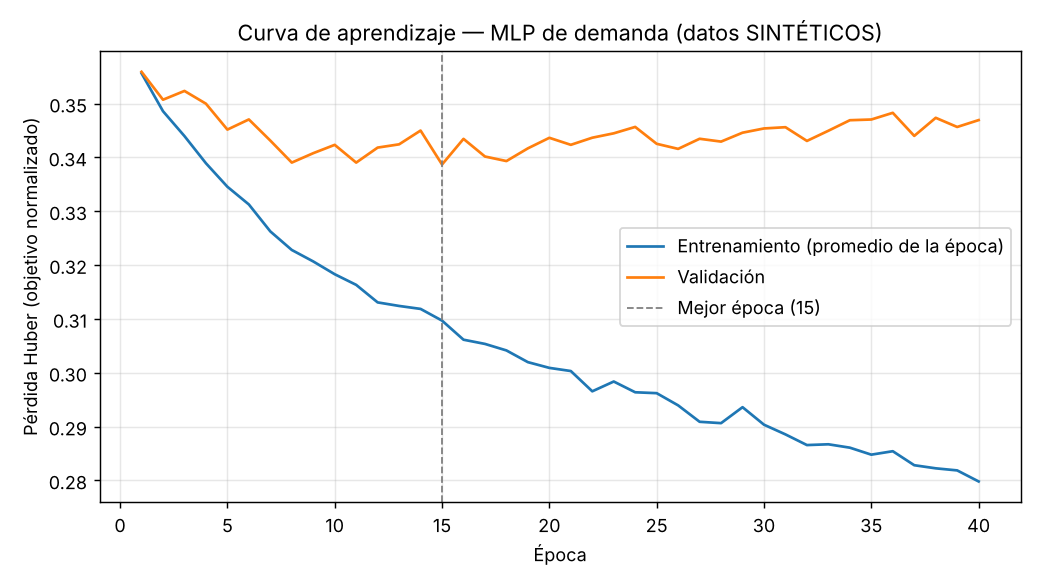 Curva de aprendizaje — MLP de demanda (datos SINTÉTICOS)
Pérdida Huber (objetivo normalizado)
0.35
0.34
0.33
0.32
0.31
0.30
0.29
0.28
Entrenamiento (promedio de la época)
Validación
Mejor época (15)
0 5 10 15 20 25 30 35 40
Época